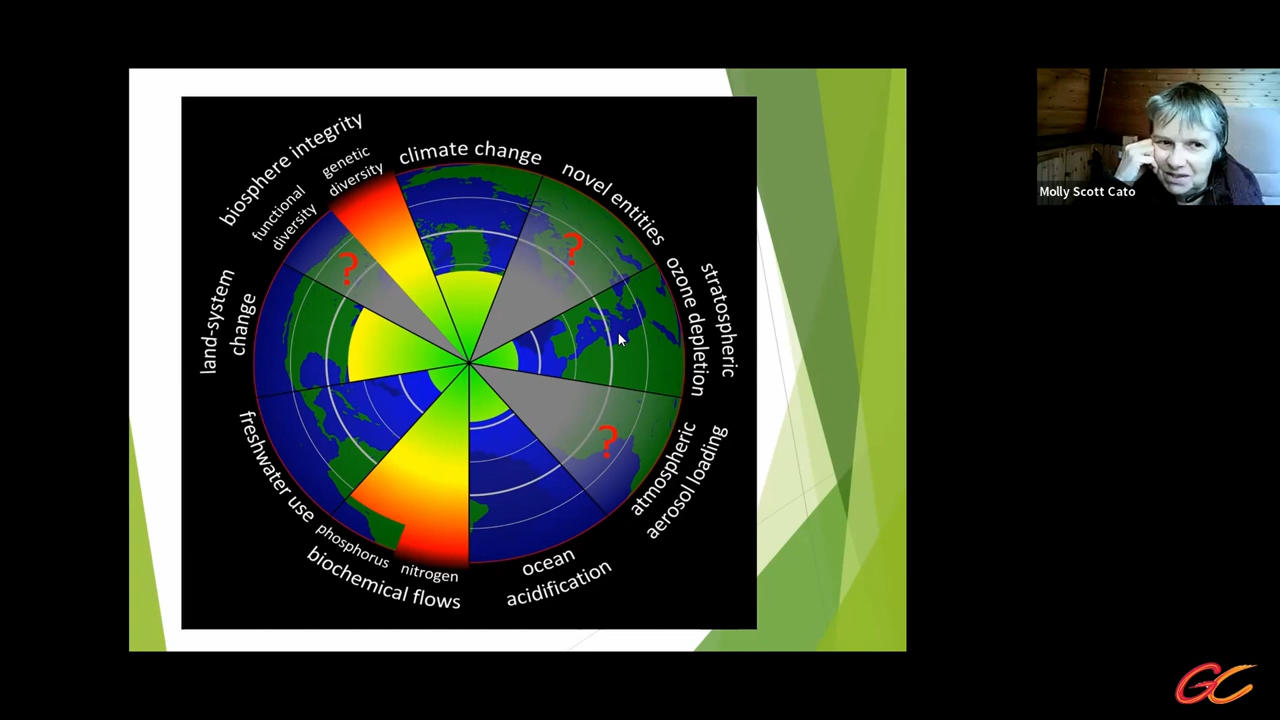 biosphere integrity
genetic
diversity
functional
diversity
climate change
novel entities
stratospheric
ozone depletion
atmospheric
aerosol loading
ocean
acidification
nitrogen
phosphorus
biochemical flows
freshwater use
land-system
change
?
?
?
Molly Scott Cato
GC